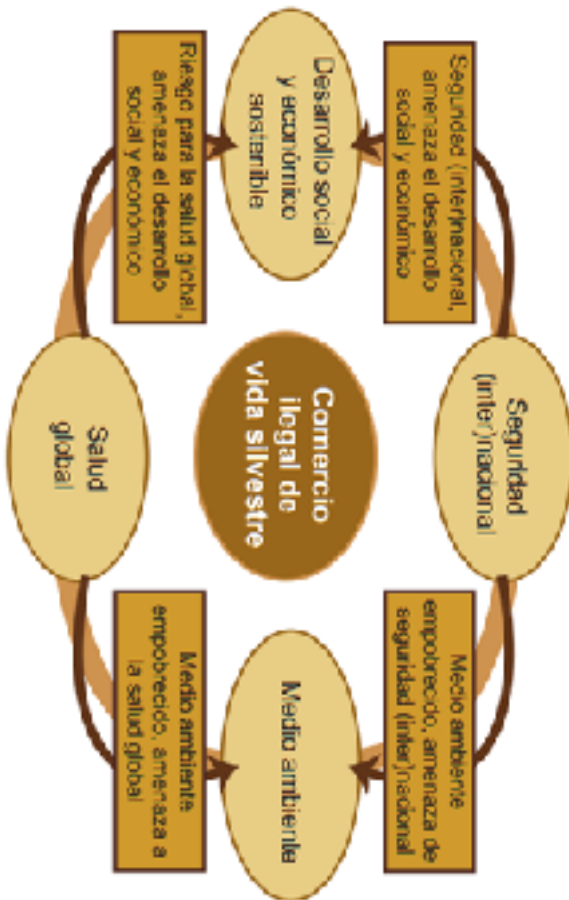 Seguridad
(inter)nacional
Seguridad (inter)nacional,
amenaza el desarrollo
social y económico
Medio ambiente
empobrecido, amenaza de
seguridad (inter)nacional
Desarrollo social
y económico
sostenible
Comercio
ilegal de
vida silvestre
Medio ambiente
Riesgo para la salud global,
amenaza el desarrollo
social y económico
Medio ambiente
empobrecido, amenaza a
la salud global
Salud
global